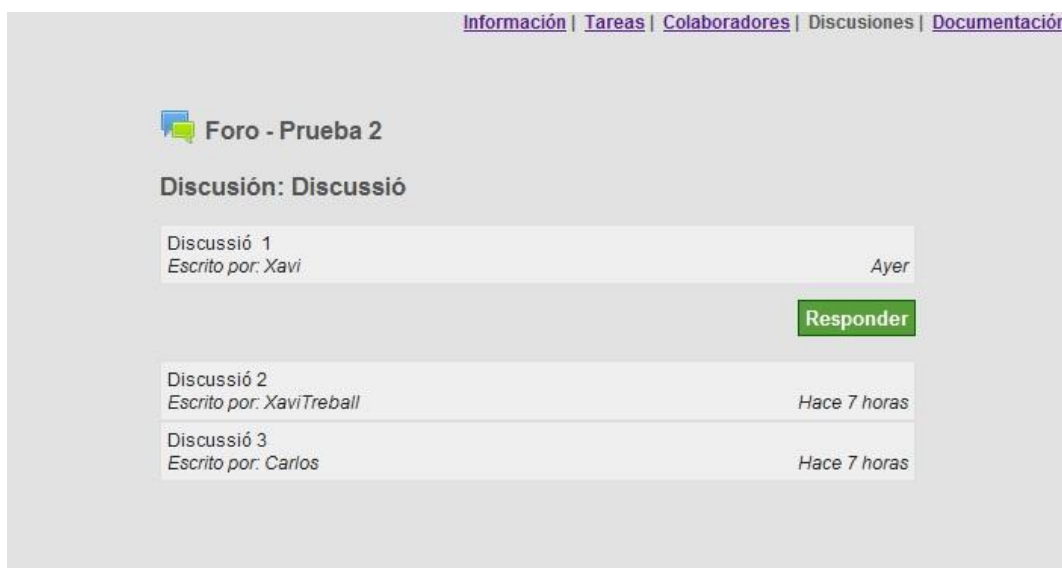 Información | Tareas | Colaboradores | Discusiones | Documentación
Foro - Prueba 2
Discusión: Discussió
Discussió 1
Escrito por: Xavi Ayer
Responder
Discussió 2
Escrito por: XaviTreball Hace 7 horas
Discussió 3
Escrito por: Carlos Hace 7 horas